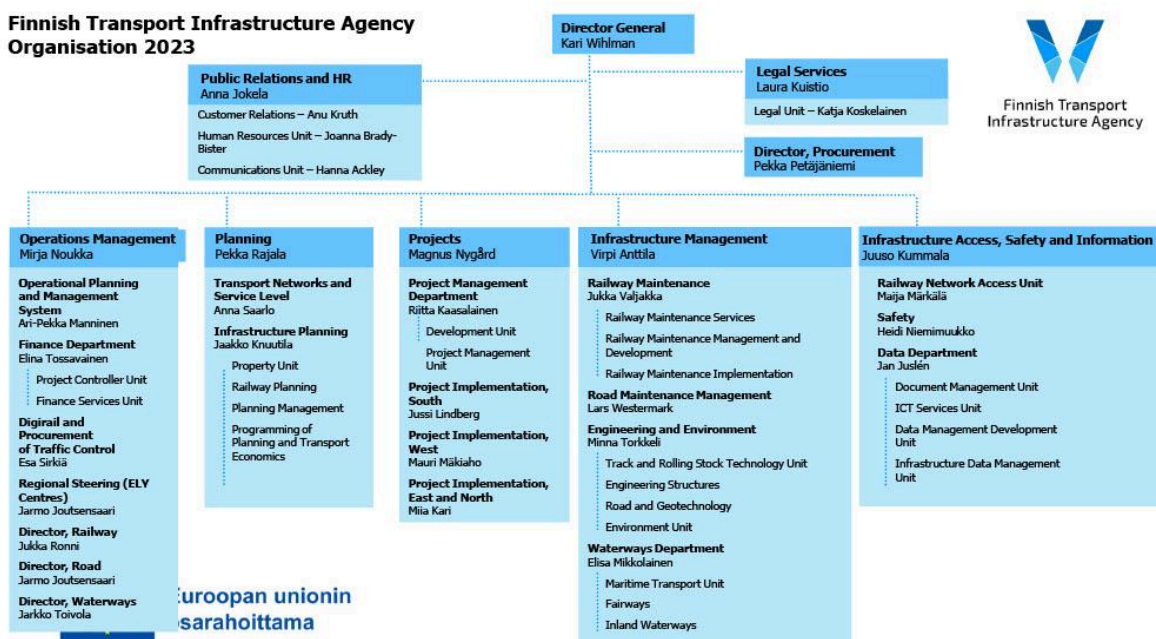 Finnish Transport Infrastructure Agency
Organisation 2023
Director General
Kari Wihlman
Public Relations and HR
Anna Jokela
Customer Relations – Anu Kruth
Human Resources Unit – Joanna Brady-
Bister
Communications Unit – Hanna Ackley
Legal Services
Laura Kuistio
Legal Unit – Katja Koskelainen
Director, Procurement
Pekka Petäjäniemi
Finnish Transport
Infrastructure Agency
Operations Management
Mirja Noukka
Operational Planning
and Management
System
Ari-Pekka Manninen
Finance Department
Elina Tossavainen
Project Controller Unit
Finance Services Unit
Digirail and
Procurement
of Traffic Control
Esa Sirkiä
Regional Steering (ELY
Centres)
Jarmo Joutsensaari
Director, Railway
Jukka Ronni
Director, Road
Jarmo Joutsensaari
Director, Waterways
Jarkko Toivola
Planning
Pekka Rajala
Transport Networks and
Service Level
Anna Saarlo
Infrastructure Planning
Jaakko Knuutila
Property Unit
Railway Planning
Planning Management
Programming of
Planning and Transport
Economics
Projects
Magnus Nygård
Project Management
Department
Riitta Kaasalainen
Development Unit
Project Management
Unit
Project Implementation,
South
Jussi Lindberg
Project Implementation,
West
Mauri Mäkiaho
Project Implementation,
East and North
Miia Kari
Infrastructure Management
Virpi Anttila
Railway Maintenance
Jukka Valjakka
Railway Maintenance Services
Railway Maintenance Management and
Development
Railway Maintenance Implementation
Road Maintenance Management
Lars Westermark
Engineering and Environment
Minna Torkkeli
Track and Rolling Stock Technology Unit
Engineering Structures
Road and Geotechnology
Environment Unit
Waterways Department
Elisa Mikkolainen
Maritime Transport Unit
Fairways
Inland Waterways
Infrastructure Access, Safety and Information
Juuso Kummala
Railway Network Access Unit
Maija Märkälä
Safety
Heidi Niemimuukko
Data Department
Jan Juslén
Document Management Unit
ICT Services Unit
Data Management Development
Unit
Infrastructure Data Management
Unit
unionin